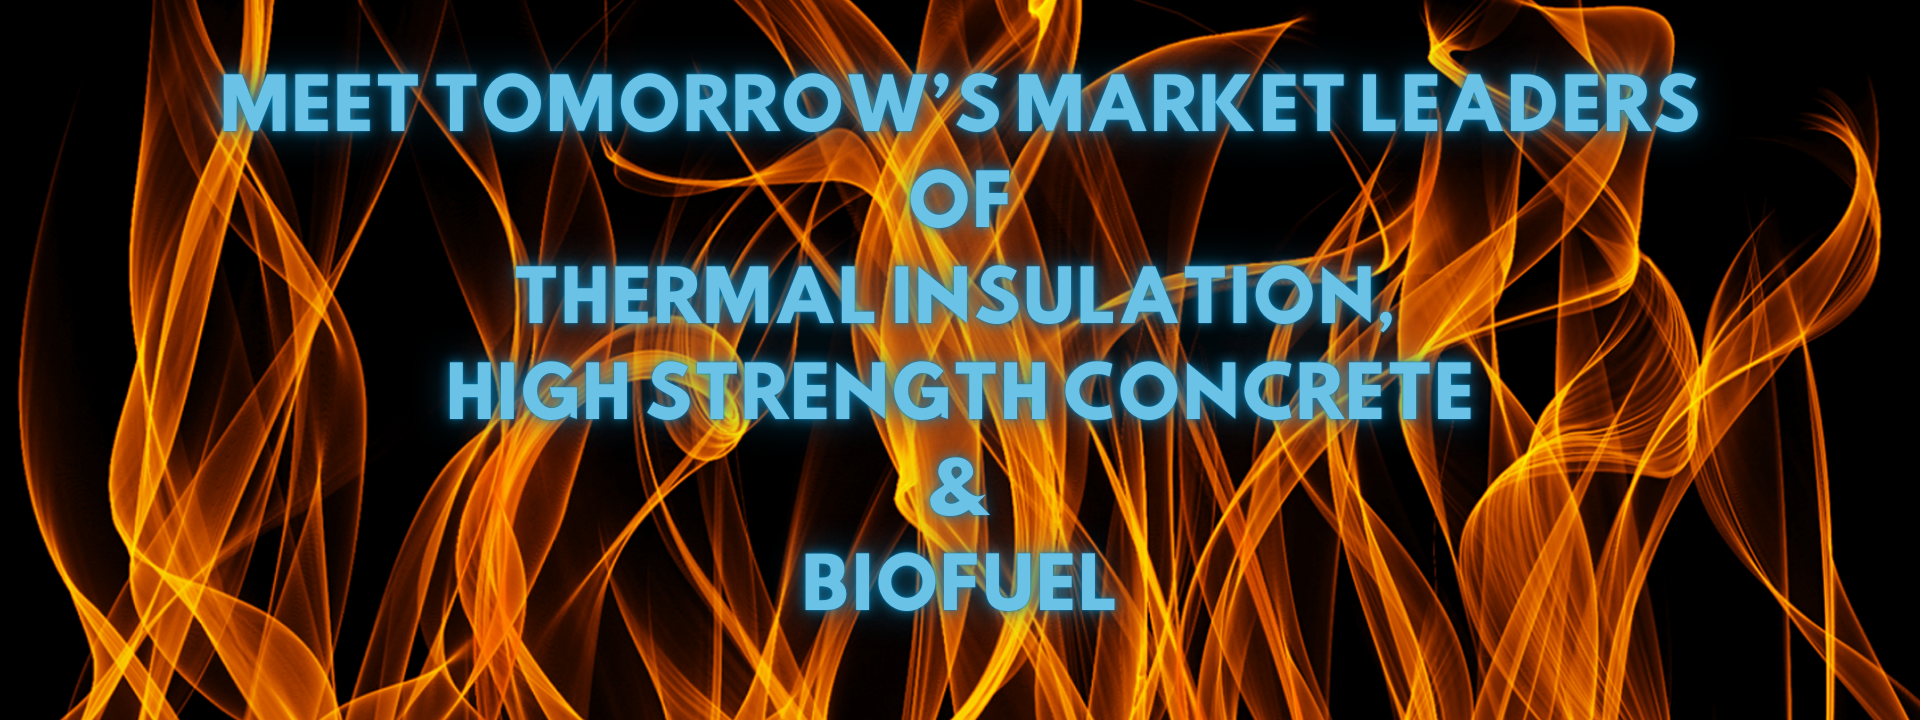 MEET TOMORROW’S MARKET LEADERS
OF
THERMAL INSULATION,
HIGH STRENGTH CONCRETE
&
BIOFUEL